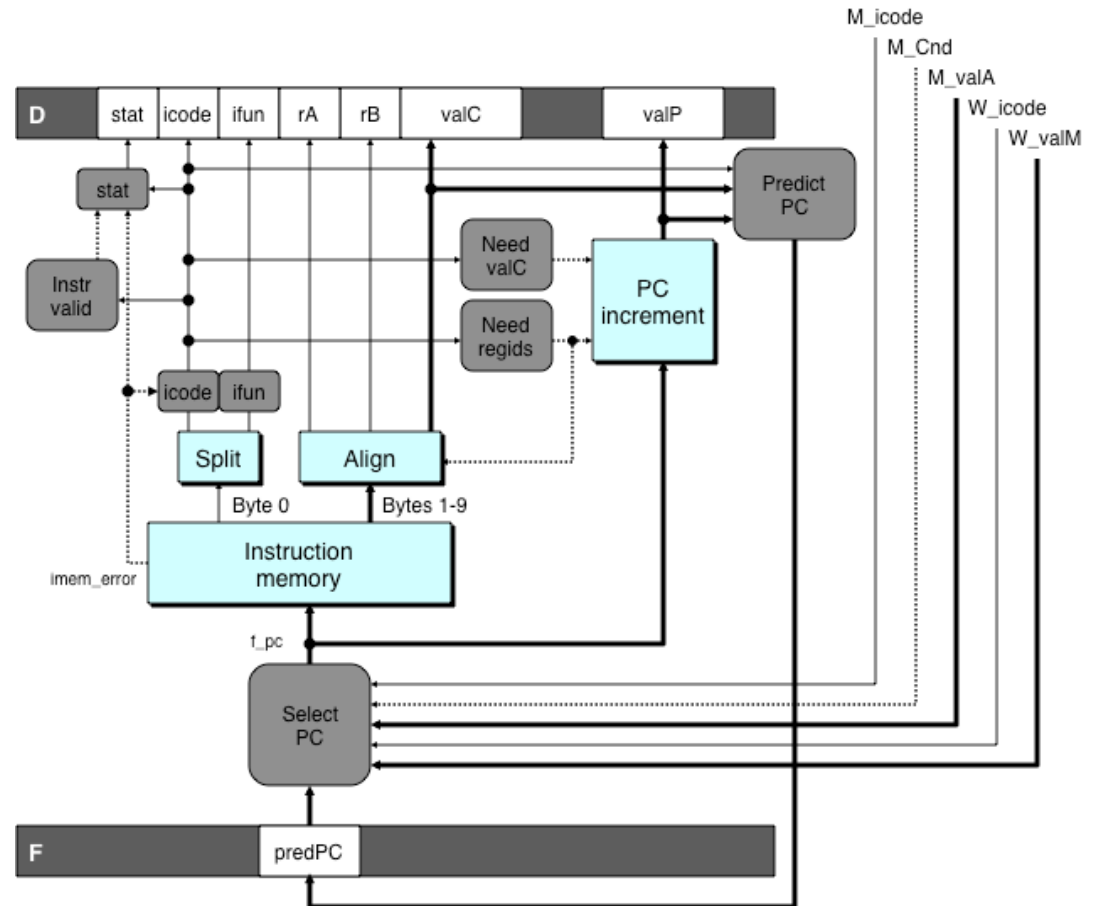 M_icode
M_Cnd
M_valA
W_icode
W_valM
D
stat
icode
ifun
rA
rB
valC
valP
stat
Predict
PC
Need
valC
Instr
valid
PC
increment
Need
regids
icode
ifun
Split
Align
Byte 0
Bytes 1-9
Instruction
memory
imem_error
f_pc
Select
PC
F
predPC